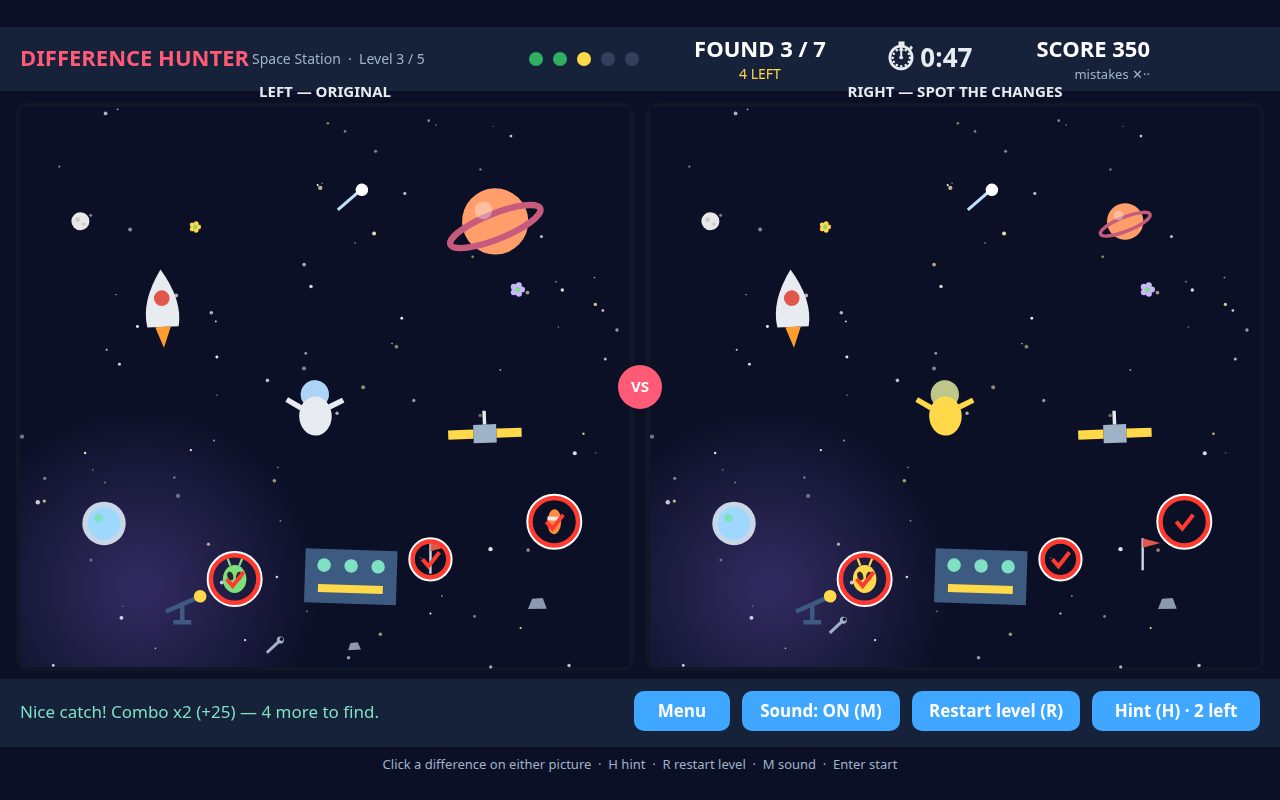 DIFFERENCE HUNTER Space Station · Level 3 / 5
FOUND 3 / 7
4 LEFT
⏱ 0:47
SCORE 350
mistakes ✕··
LEFT — ORIGINAL
RIGHT — SPOT THE CHANGES
VS
Nice catch! Combo x2 (+25) — 4 more to find.
Menu
Sound: ON (M)
Restart level (R)
Hint (H) · 2 left
Click a difference on either picture · H hint · R restart level · M sound · Enter start